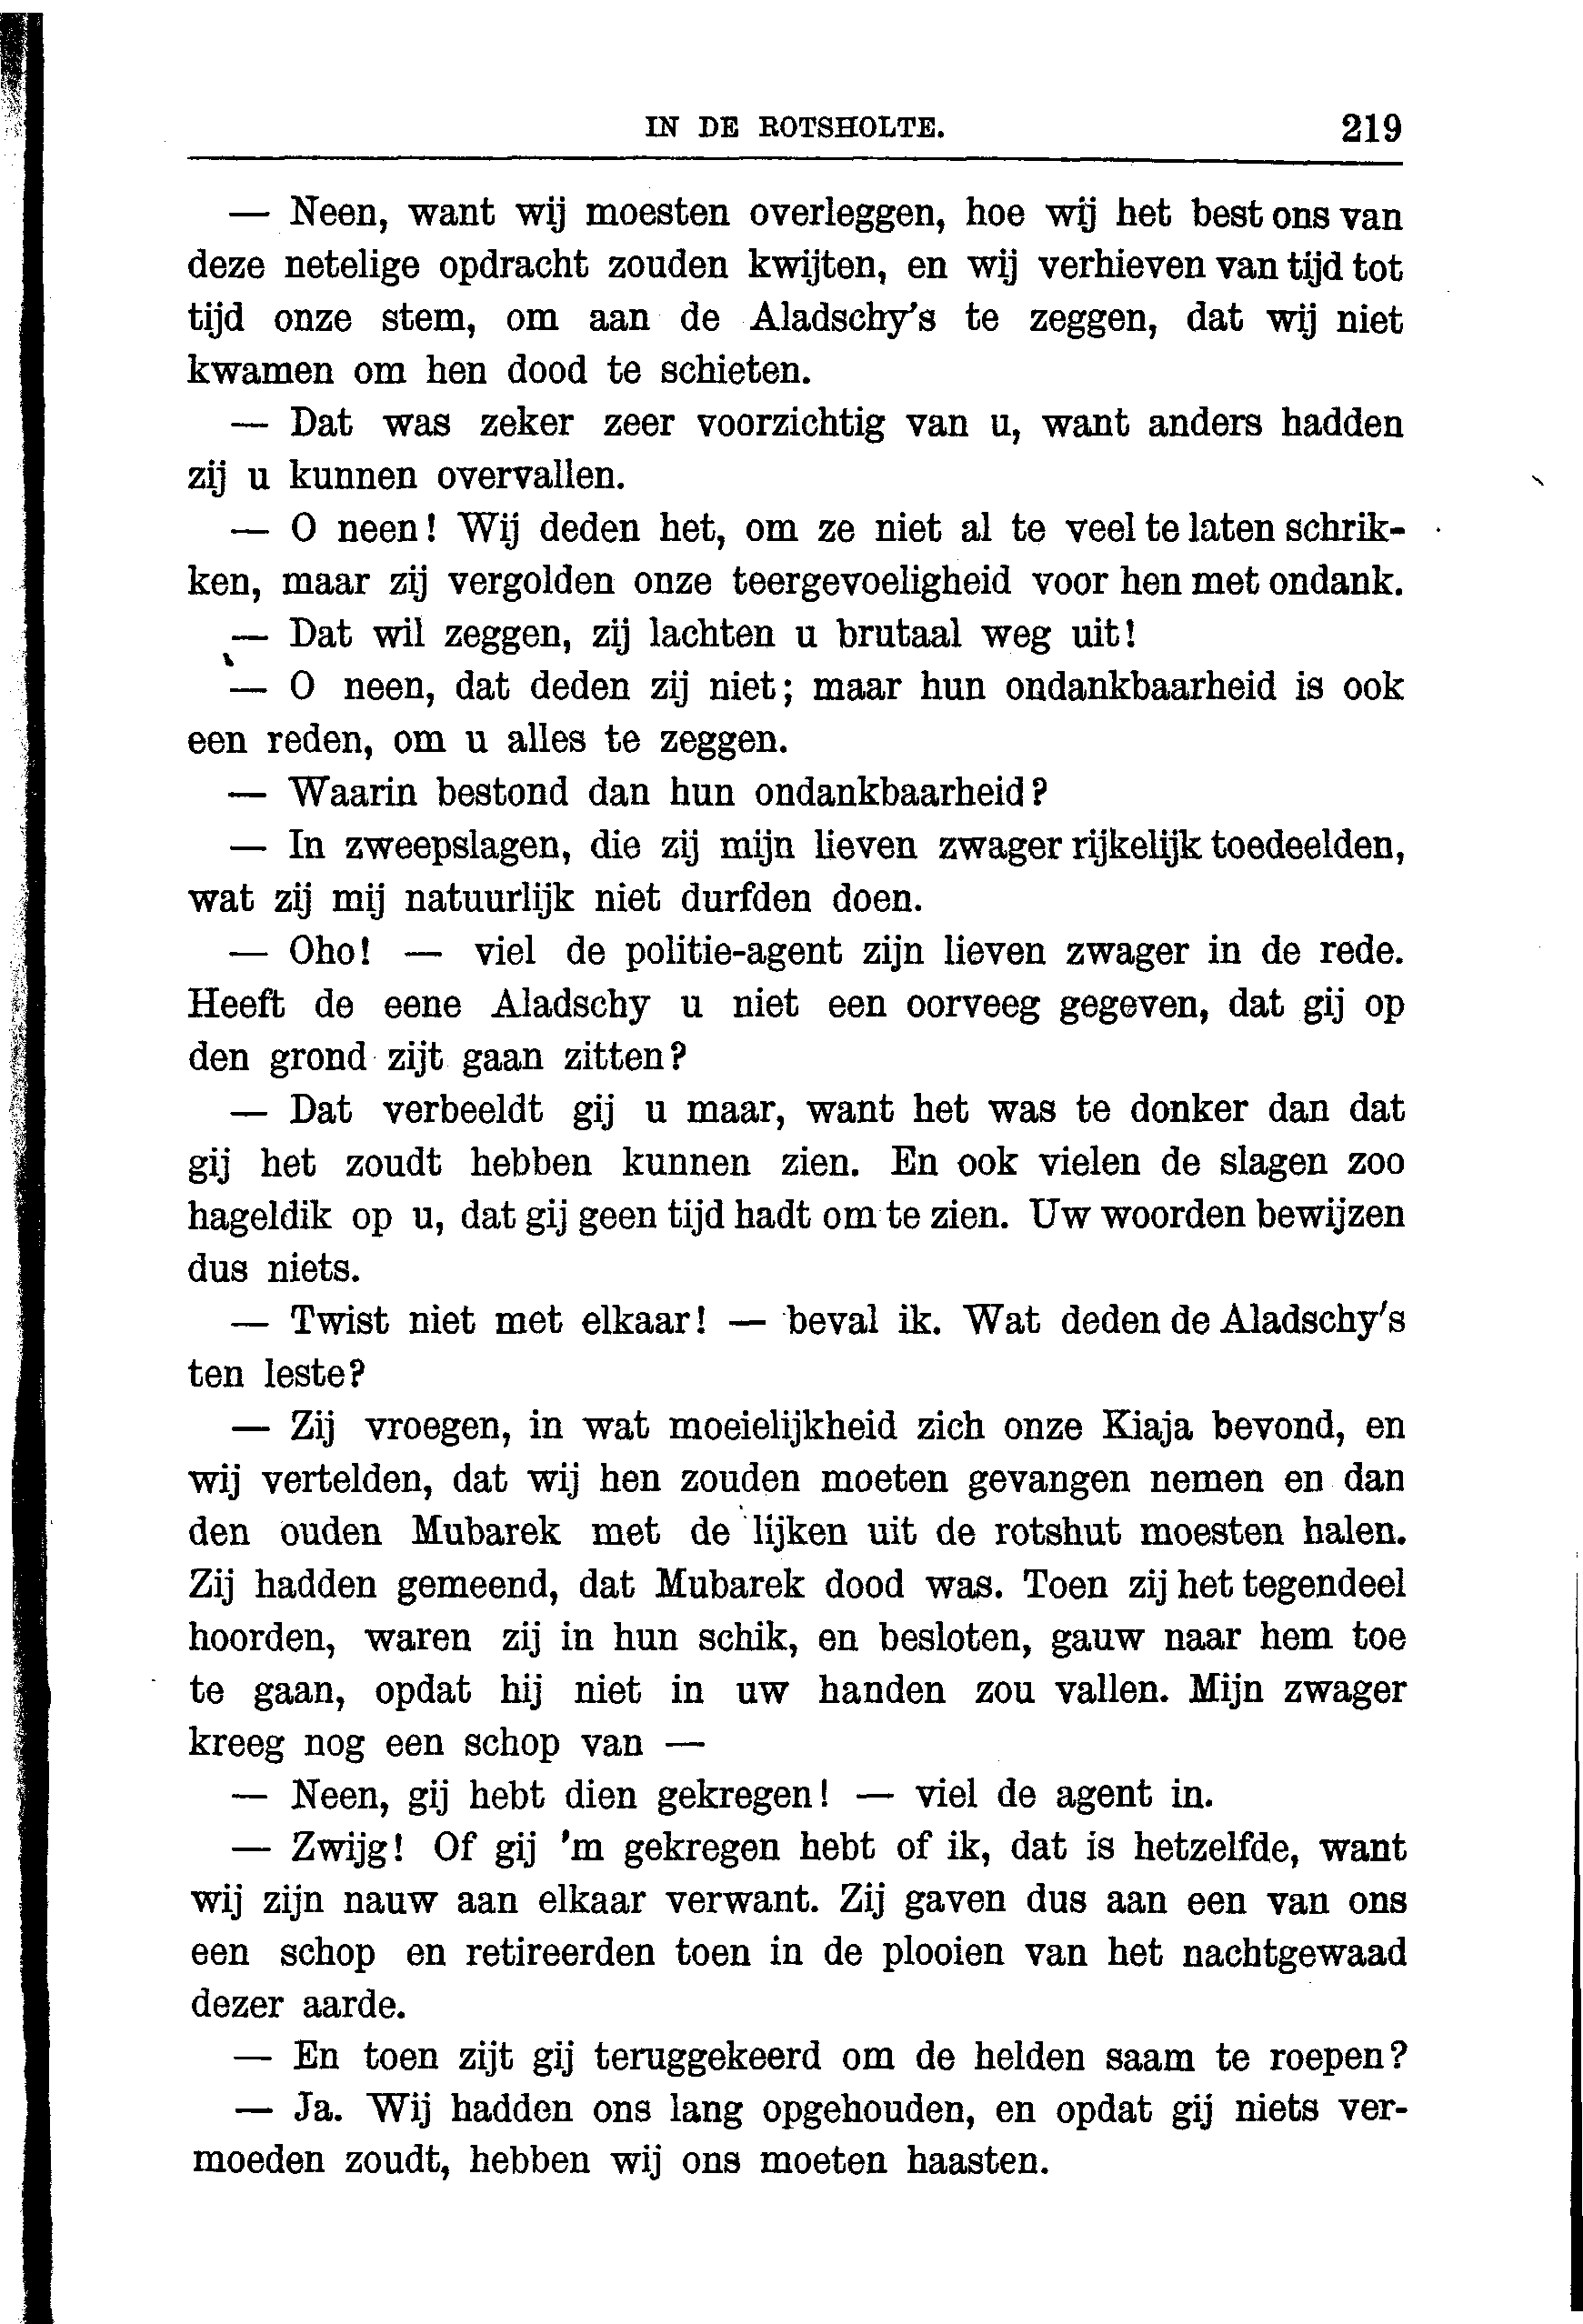 IN DE ROTSHOLTE. 219
— Neen, want wij moesten overleggen, hoe wij het best ons van
deze netelige opdracht zouden kwijten, en wij verhieven van tijd tot
tijd onze stem, om aan de Aladschy's te zeggen, dat wij niet
kwamen om hen dood te schieten.
— Dat was zeker zeer voorzichtig van u, want anders hadden
zij u kunnen overvallen.
— O neen! Wij deden het, om ze niet al te veel te laten schrik-
ken, maar zij vergolden onze teergevoeligheid voor hen met ondank.
— Dat wil zeggen, zij lachten u brutaal weg uit!
— O neen, dat deden zij niet; maar hun ondankbaarheid is ook
een reden, om u alles te zeggen.
— Waarin bestond dan hun ondankbaarheid?
— In zweepslagen, die zij mijn lieven zwager rijkelijk toedeelden,
wat zij mij natuurlijk niet durfden doen.
— Oho! — viel de politie-agent zijn lieven zwager in de rede.
Heeft de eene Aladschy u niet een oorveeg gegeven, dat gij op
den grond zijt gaan zitten?
— Dat verbeeldt gij u maar, want het was te donker dan dat
gij het zoudt hebben kunnen zien. En ook vielen de slagen zoo
hageldik op u, dat gij geen tijd hadt om te zien. Uw woorden bewijzen
dus niets.
— Twist niet met elkaar! — beval ik. Wat deden de Aladschy's
ten leste?
— Zij vroegen, in wat moeielijkheid zich onze Kiaja bevond, en
wij vertelden, dat wij hen zouden moeten gevangen nemen en dan
den ouden Mubarek met de lijken uit de rotshut moesten halen.
Zij hadden gemeend, dat Mubarek dood was. Toen zij het tegendeel
hoorden, waren zij in hun schik, en besloten, gauw naar hem toe
te gaan, opdat hij niet in uw handen zou vallen. Mijn zwager
kreeg nog een schop van —
— Neen, gij hebt dien gekregen! — viel de agent in.
— Zwijg! Of gij 'm gekregen hebt of ik, dat is hetzelfde, want
wij zijn nauw aan elkaar verwant. Zij gaven dus aan een van ons
een schop en retireerden toen in de plooien van het nachtgewaad
dezer aarde.
— En toen zijt gij teruggekeerd om de helden saam te roepen?
— Ja. Wij hadden ons lang opgehouden, en opdat gij niets ver-
moeden zoudt, hebben wij ons moeten haasten.